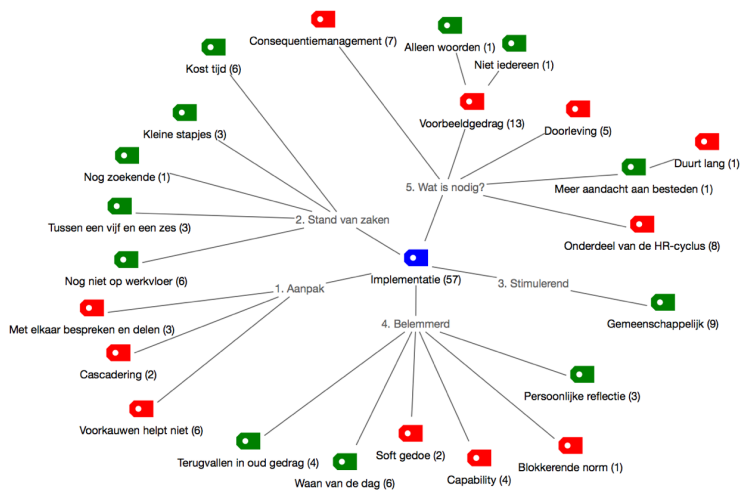 Consequentiemanagement (7)
Alleen woorden (1)
Niet iedereen (1)
Kost tijd (6)
Voorbeeldgedrag (13)
Doorleving (5)
Kleine stapjes (3)
Duurt lang (1)
Nog zoekende (1)
5. Wat is nodig?
Meer aandacht aan besteden (1)
2. Stand van zaken
Tussen een vijf en een zes (3)
Onderdeel van de HR-cyclus (8)
Nog niet op werkvloer (6)
Implementatie (57)
3. Stimulerend
1. Aanpak
Gemeenschappelijk (9)
4. Belemmerd
Met elkaar bespreken en delen (3)
Cascadering (2)
Persoonlijke reflectie (3)
Voorkauwen helpt niet (6)
Soft gedoe (2)
Terugvallen in oud gedrag (4)
Blokkerende norm (1)
Capability (4)
Waan van de dag (6)